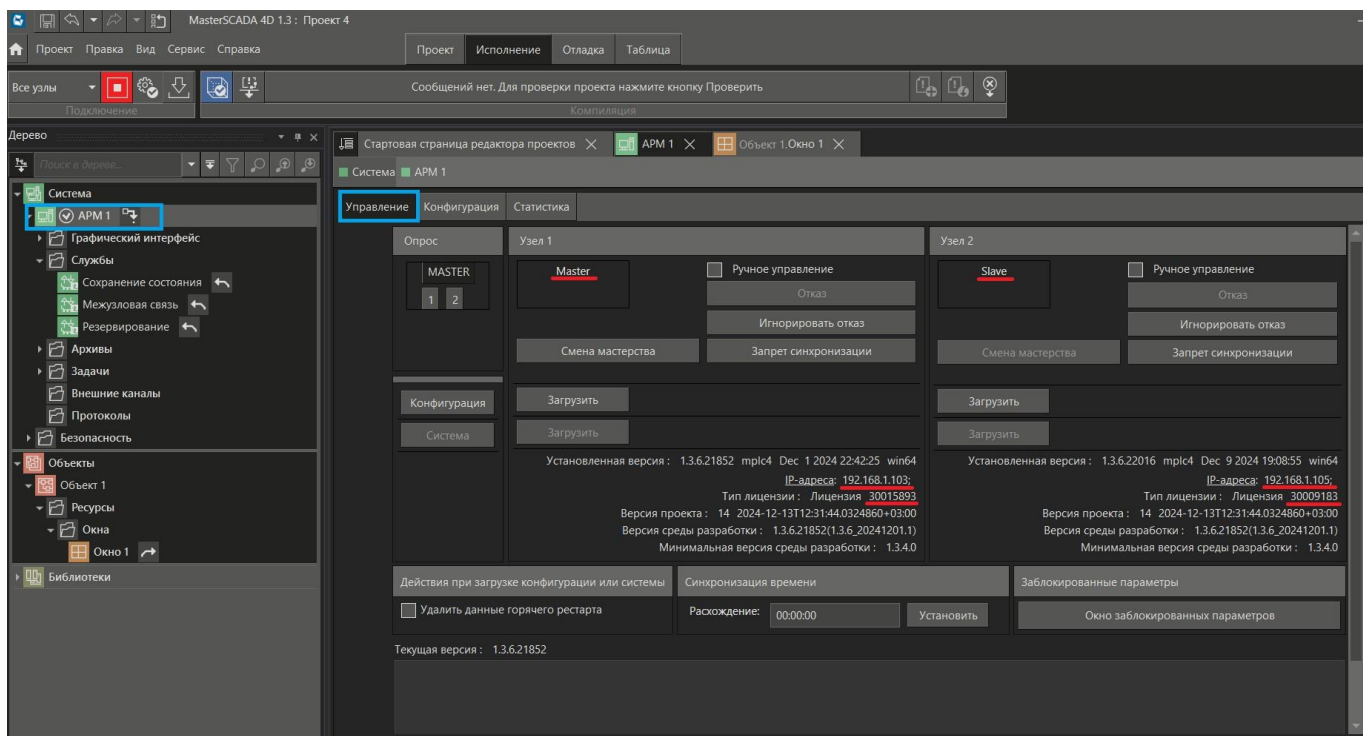 MasterSCADA 4D 1.3 : Проект 4
Проект Правка Вид Сервис Справка
Проект Исполнение Отладка Таблица
Все узлы
Сообщений нет. Для проверки проекта нажмите кнопку Проверить
Подключение
Компиляция
Дерево
Поиск в дереве...
Стартовая страница редактора проектов
АРМ 1
Объект 1.Окно 1
Система
АРМ 1
Управление Конфигурация Статистика
Система
АРМ 1
Графический интерфейс
Службы
Сохранение состояния
Межузловая связь
Резервирование
Архивы
Задачи
Внешние каналы
Протоколы
Безопасность
Объекты
Объект 1
Ресурсы
Окна
Окно 1
Библиотеки
Опрос
MASTER
1 2
Конфигурация
Система
Узел 1
Master
Ручное управление
Отказ
Игнорировать отказ
Смена мастерства
Запрет синхронизации
Загрузить
Загрузить
Установленная версия : 1.3.6.21852 mplc4 Dec 1 2024 22:42:25 win64
IP-адреса: 192.168.1.103;
Тип лицензии : Лицензия 30015893
Версия проекта : 14 2024-12-13T12:31:44.0324860+03:00
Версия среды разработки : 1.3.6.21852(1.3.6_20241201.1)
Минимальная версия среды разработки : 1.3.4.0
Узел 2
Slave
Ручное управление
Отказ
Игнорировать отказ
Смена мастерства
Запрет синхронизации
Загрузить
Загрузить
Установленная версия : 1.3.6.22016 mplc4 Dec 9 2024 19:08:55 win64
IP-адреса: 192.168.1.105;
Тип лицензии : Лицензия 30009183
Версия проекта : 14 2024-12-13T12:31:44.0324860+03:00
Версия среды разработки : 1.3.6.21852(1.3.6_20241201.1)
Минимальная версия среды разработки : 1.3.4.0
Действия при загрузке конфигурации или системы
Удалить данные горячего рестарта
Синхронизация времени
Расхождение: 00:00:00 Установить
Заблокированные параметры
Окно заблокированных параметров
Текущая версия : 1.3.6.21852